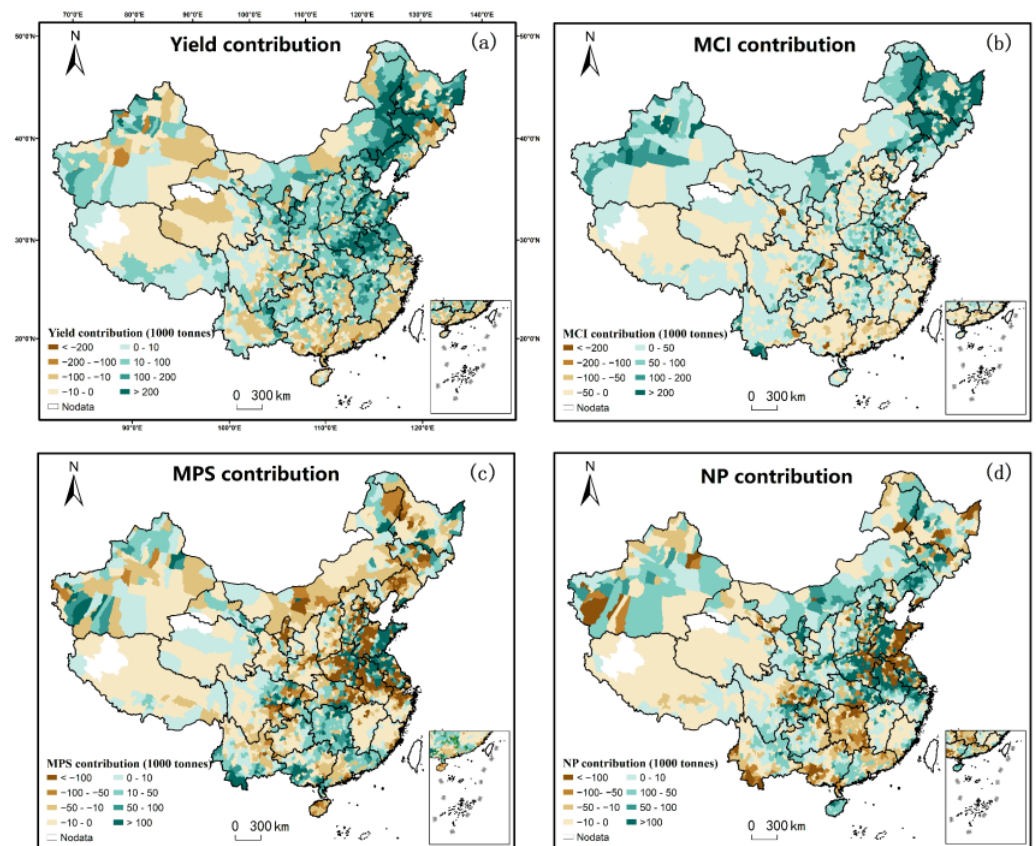 70°0'E 80°0'E 90°0'E 100°0'E 110°0'E 120°0'E 130°0'E 140°0'E
50°0'N
40°0'N
30°0'N
20°0'N
N
Yield contribution
(a)
Yield contribution (1000 tonnes)
< −200 0 - 10
−200 - −100 10 - 100
−100 - −10 100 - 200
−10 - 0 > 200
Nodata
0 300 km
90°0'E 100°0'E 110°0'E 120°0'E
50°0'N
40°0'N
30°0'N
20°0'N
N
MCI contribution
(b)
MCI contribution (1000 tonnes)
< −200 0 - 50
−200 - −100 50 - 100
−100 - −50 100 - 200
−50 - 0 > 200
Nodata
0 300 km
N
MPS contribution
(c)
MPS contribution (1000 tonnes)
< −100 0 - 10
−100 - −50 10 - 50
−50 - −10 50 - 100
−10 - 0 > 100
Nodata
0 300 km
N
NP contribution
(d)
NP contribution (1000 tonnes)
< −100 0 - 10
−100 - −50 100 - 50
−50 - −10 50 - 100
−10 - 0 >100
Nodata
0 300 km